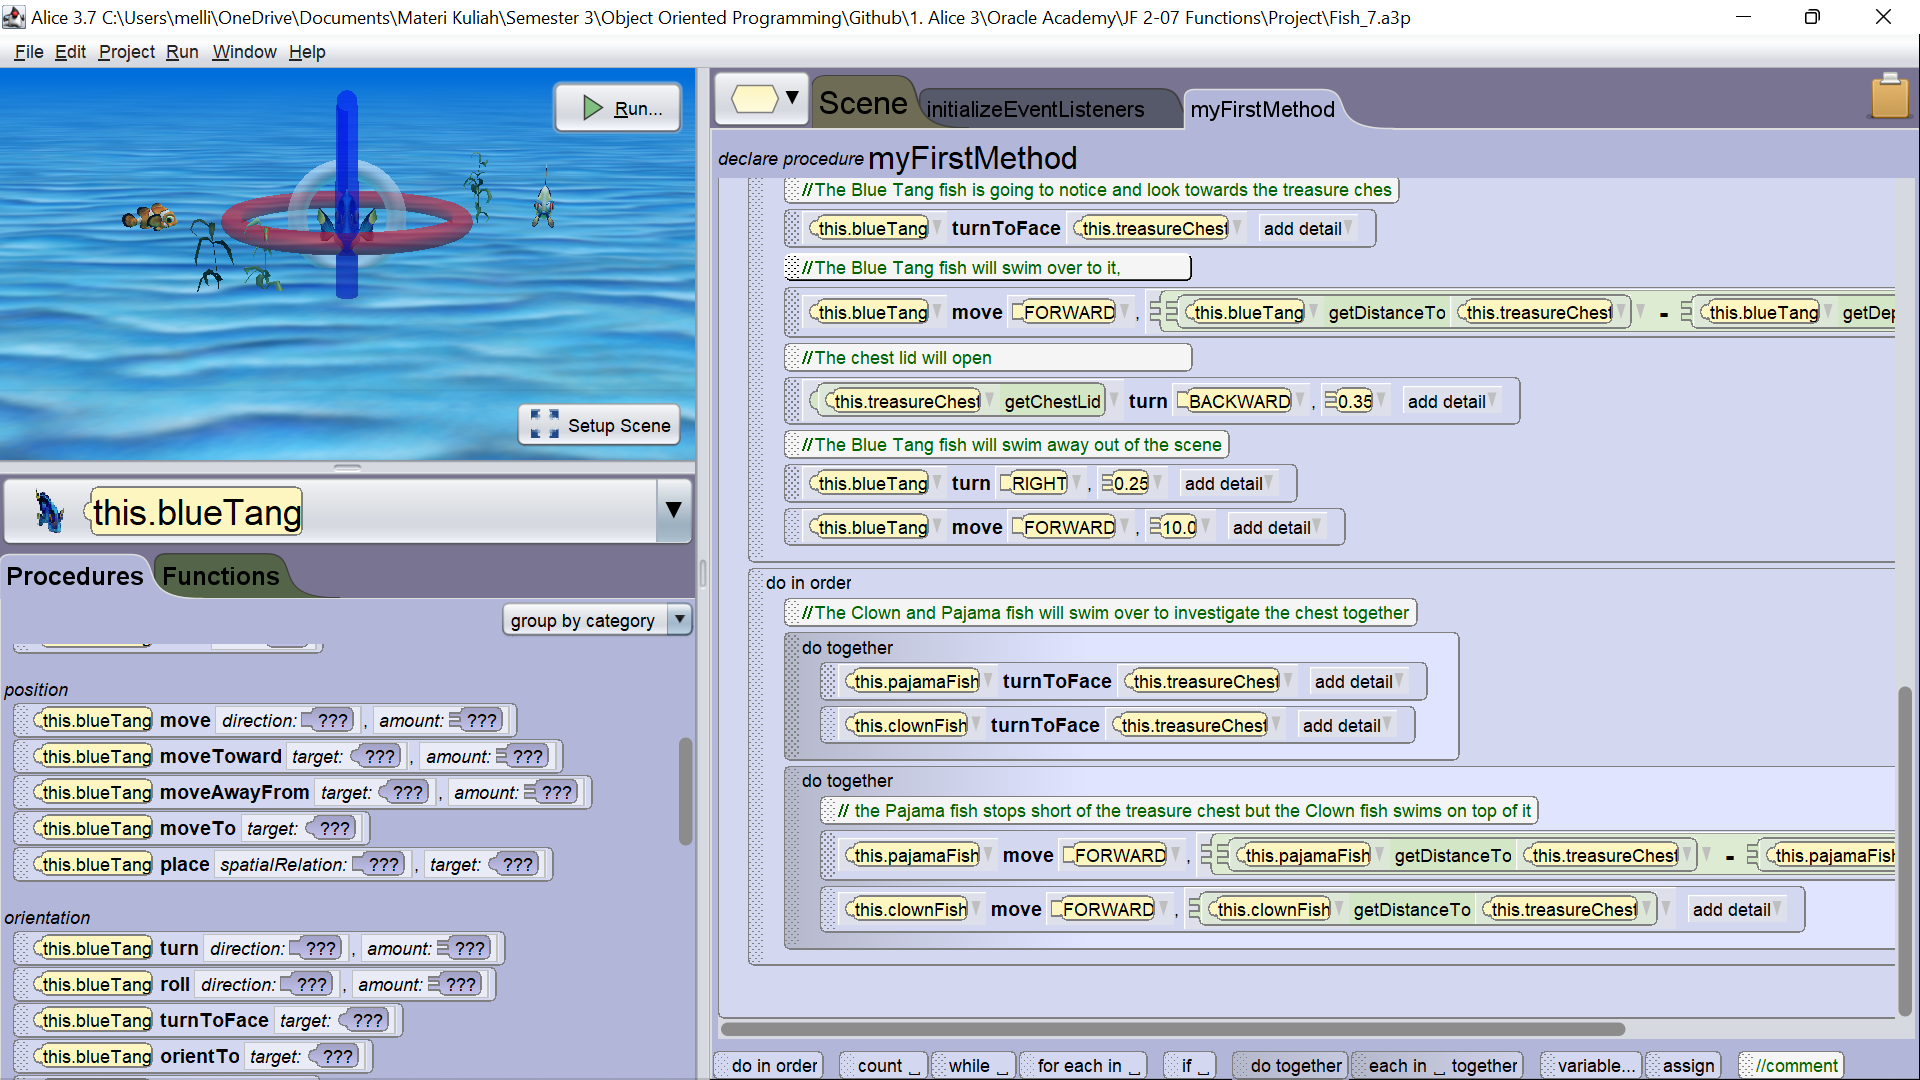 Alice 3.7 C:\Users\melli\OneDrive\Documents\Materi Kuliah\Semester 3\Object Oriented Programming\Github\1. Alice 3\Oracle Academy\JF 2-07 Functions\Project\Fish_7.a3p
File Edit Project Run Window Help
Run...
Setup Scene
this.blueTang
Procedures Functions
group by category
position
this.blueTang move direction: ??? , amount: ???
this.blueTang moveToward target: ??? , amount: ???
this.blueTang moveAwayFrom target: ??? , amount: ???
this.blueTang moveTo target: ???
this.blueTang place spatialRelation: ??? , target: ???
orientation
this.blueTang turn direction: ??? , amount: ???
this.blueTang roll direction: ??? , amount: ???
this.blueTang turnToFace target: ???
this.blueTang orientTo target: ???
Scene initializeEventListeners myFirstMethod
declare procedure myFirstMethod
//The Blue Tang fish is going to notice and look towards the treasure ches
this.blueTang turnToFace this.treasureChest add detail
//The Blue Tang fish will swim over to it,
this.blueTang move FORWARD , this.blueTang getDistanceTo this.treasureChest - this.blueTang getDep
//The chest lid will open
this.treasureChest getChestLid turn BACKWARD , 0.35 add detail
//The Blue Tang fish will swim away out of the scene
this.blueTang turn RIGHT , 0.25 add detail
this.blueTang move FORWARD , 10.0 add detail
do in order
//The Clown and Pajama fish will swim over to investigate the chest together
do together
this.pajamaFish turnToFace this.treasureChest add detail
this.clownFish turnToFace this.treasureChest add detail
do together
// the Pajama fish stops short of the treasure chest but the Clown fish swims on top of it
this.pajamaFish move FORWARD , this.pajamaFish getDistanceTo this.treasureChest - this.pajamaFish
this.clownFish move FORWARD , this.clownFish getDistanceTo this.treasureChest add detail
do in order count _ while _ for each in _ if _ do together each in _ together variable... assign //comment